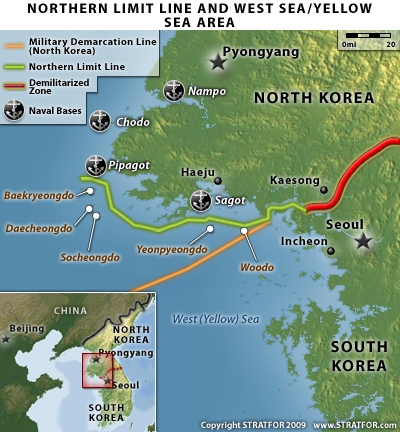 NORTHERN LIMIT LINE AND WEST SEA/YELLOW
SEA AREA
Military Demarcation Line
(North Korea)
Northern Limit Line
Demilitarized
Zone
Naval Bases
0mi 20
Pyongyang
Nampo
NORTH KOREA
Chodo
Pipagot
Haeju
Kaesong
Sagot
Baekryeongdo
Daecheongdo
Socheongdo
Yeonpyeongdo
Woodo
Seoul
Incheon
West (Yellow) Sea
SOUTH
KOREA
CHINA
Beijing
NORTH
KOREA
Pyongyang
Seoul
SOUTH
KOREA
Copyright STRATFOR 2009 www.STRATFOR.com